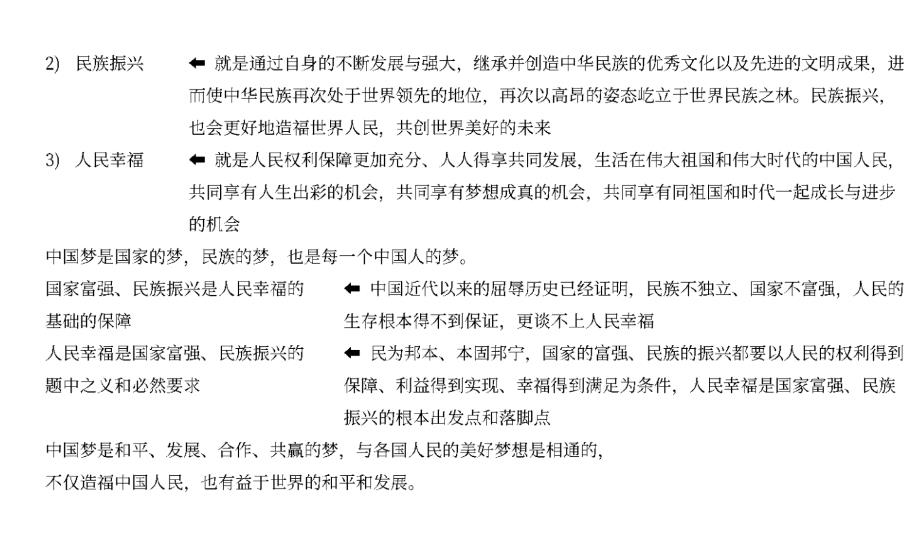 2) 民族振兴 ⬅ 就是通过自身的不断发展与强大，继承并创造中华民族的优秀文化以及先进的文明成果，进
而使中华民族再次处于世界领先的地位，再次以高昂的姿态屹立于世界民族之林。民族振兴，
也会更好地造福世界人民，共创世界美好的未来
3) 人民幸福 ⬅ 就是人民权利保障更加充分、人人得享共同发展，生活在伟大祖国和伟大时代的中国人民，
共同享有人生出彩的机会，共同享有梦想成真的机会，共同享有同祖国和时代一起成长与进步
的机会
中国梦是国家的梦，民族的梦，也是每一个中国人的梦。
国家富强、民族振兴是人民幸福的 ⬅ 中国近代以来的屈辱历史已经证明，民族不独立、国家不富强，人民的
基础的保障 生存根本得不到保证，更谈不上人民幸福
人民幸福是国家富强、民族振兴的 ⬅ 民为邦本、本固邦宁，国家的富强、民族的振兴都要以人民的权利得到
题中之义和必然要求 保障、利益得到实现、幸福得到满足为条件，人民幸福是国家富强、民族
振兴的根本出发点和落脚点
中国梦是和平、发展、合作、共赢的梦，与各国人民的美好梦想是相通的，
不仅造福中国人民，也有益于世界的和平和发展。